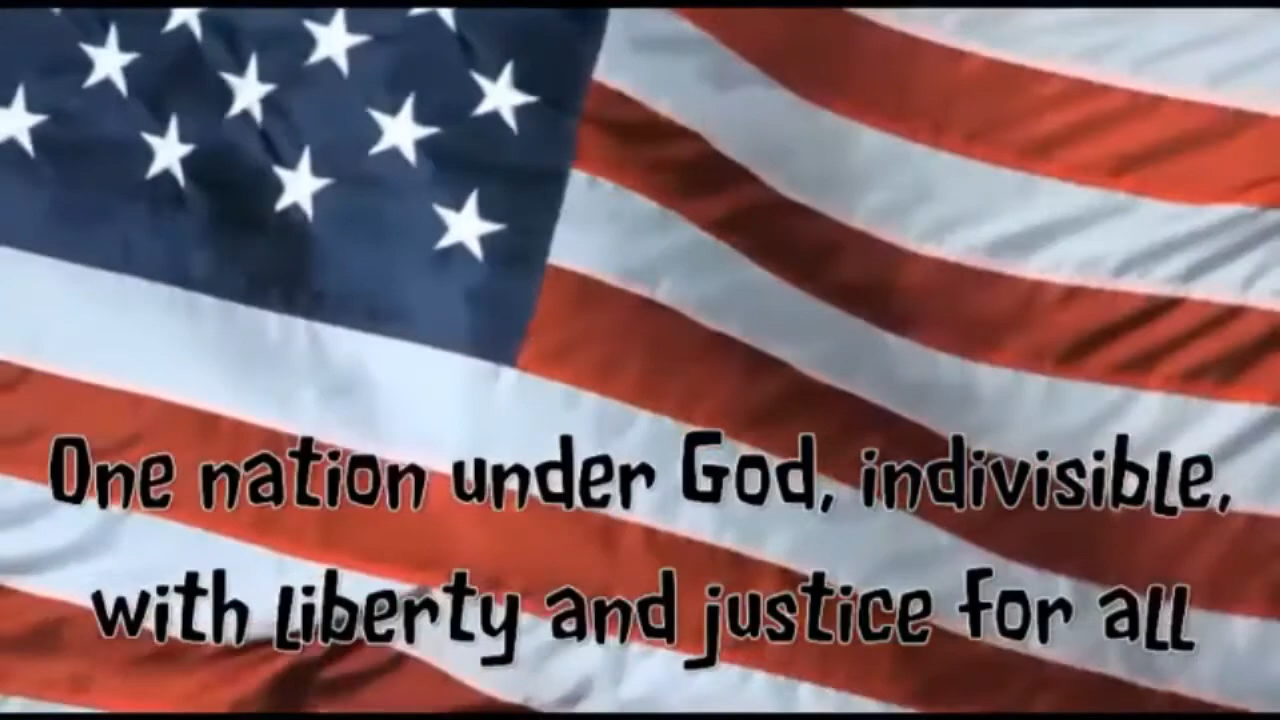 One nation under God, indivisible,
with liberty and justice for all